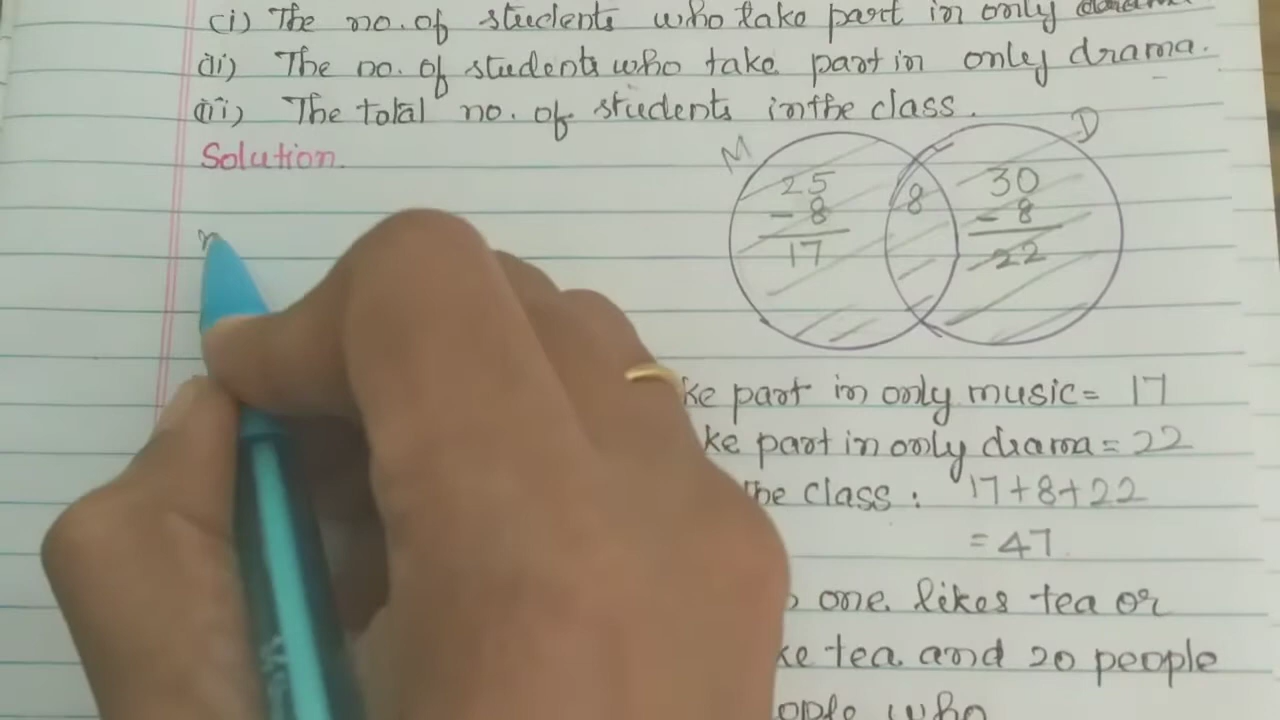 (i) The no. of students who take part in only
(ii) The no. of students who take part in only drama.
(iii) The total no. of students in the class.
Solution.
M
D
25
- 8
17
8
30
- 8
22
ke part in only music = 17
ke part in only drama = 22
the class : 17+8+22
= 47
one likes tea or
ke tea and 20 people
ople who